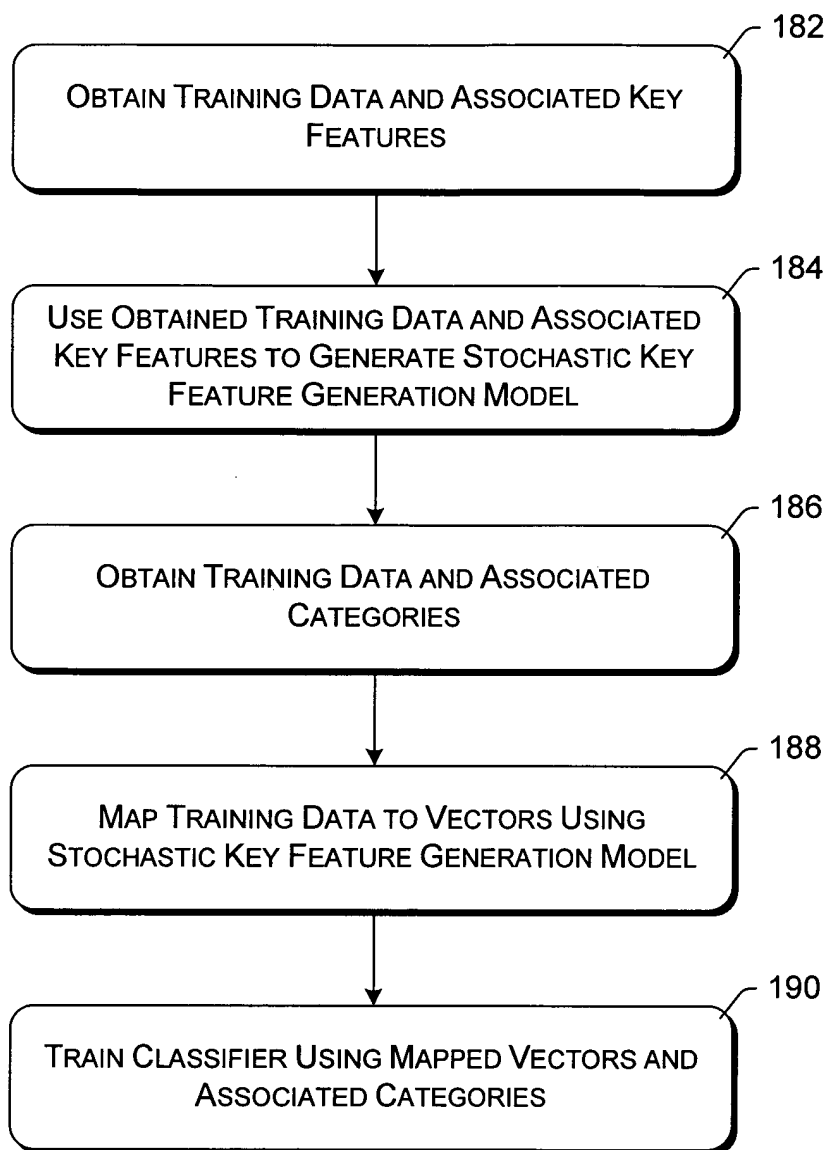 182
OBTAIN TRAINING DATA AND ASSOCIATED KEY
FEATURES
184
USE OBTAINED TRAINING DATA AND ASSOCIATED
KEY FEATURES TO GENERATE STOCHASTIC KEY
FEATURE GENERATION MODEL
186
OBTAIN TRAINING DATA AND ASSOCIATED
CATEGORIES
188
MAP TRAINING DATA TO VECTORS USING
STOCHASTIC KEY FEATURE GENERATION MODEL
190
TRAIN CLASSIFIER USING MAPPED VECTORS AND
ASSOCIATED CATEGORIES